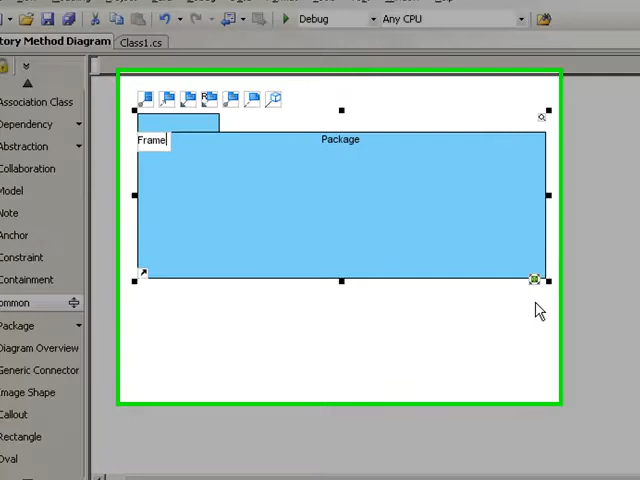 Debug Any CPU
tory Method Diagram Class1.cs
Association Class
Dependency
Abstraction
Collaboration
Model
Note
Anchor
Constraint
Containment
ommon
Package
Diagram Overview
Generic Connector
Image Shape
Callout
Rectangle
Oval
Frame
Package